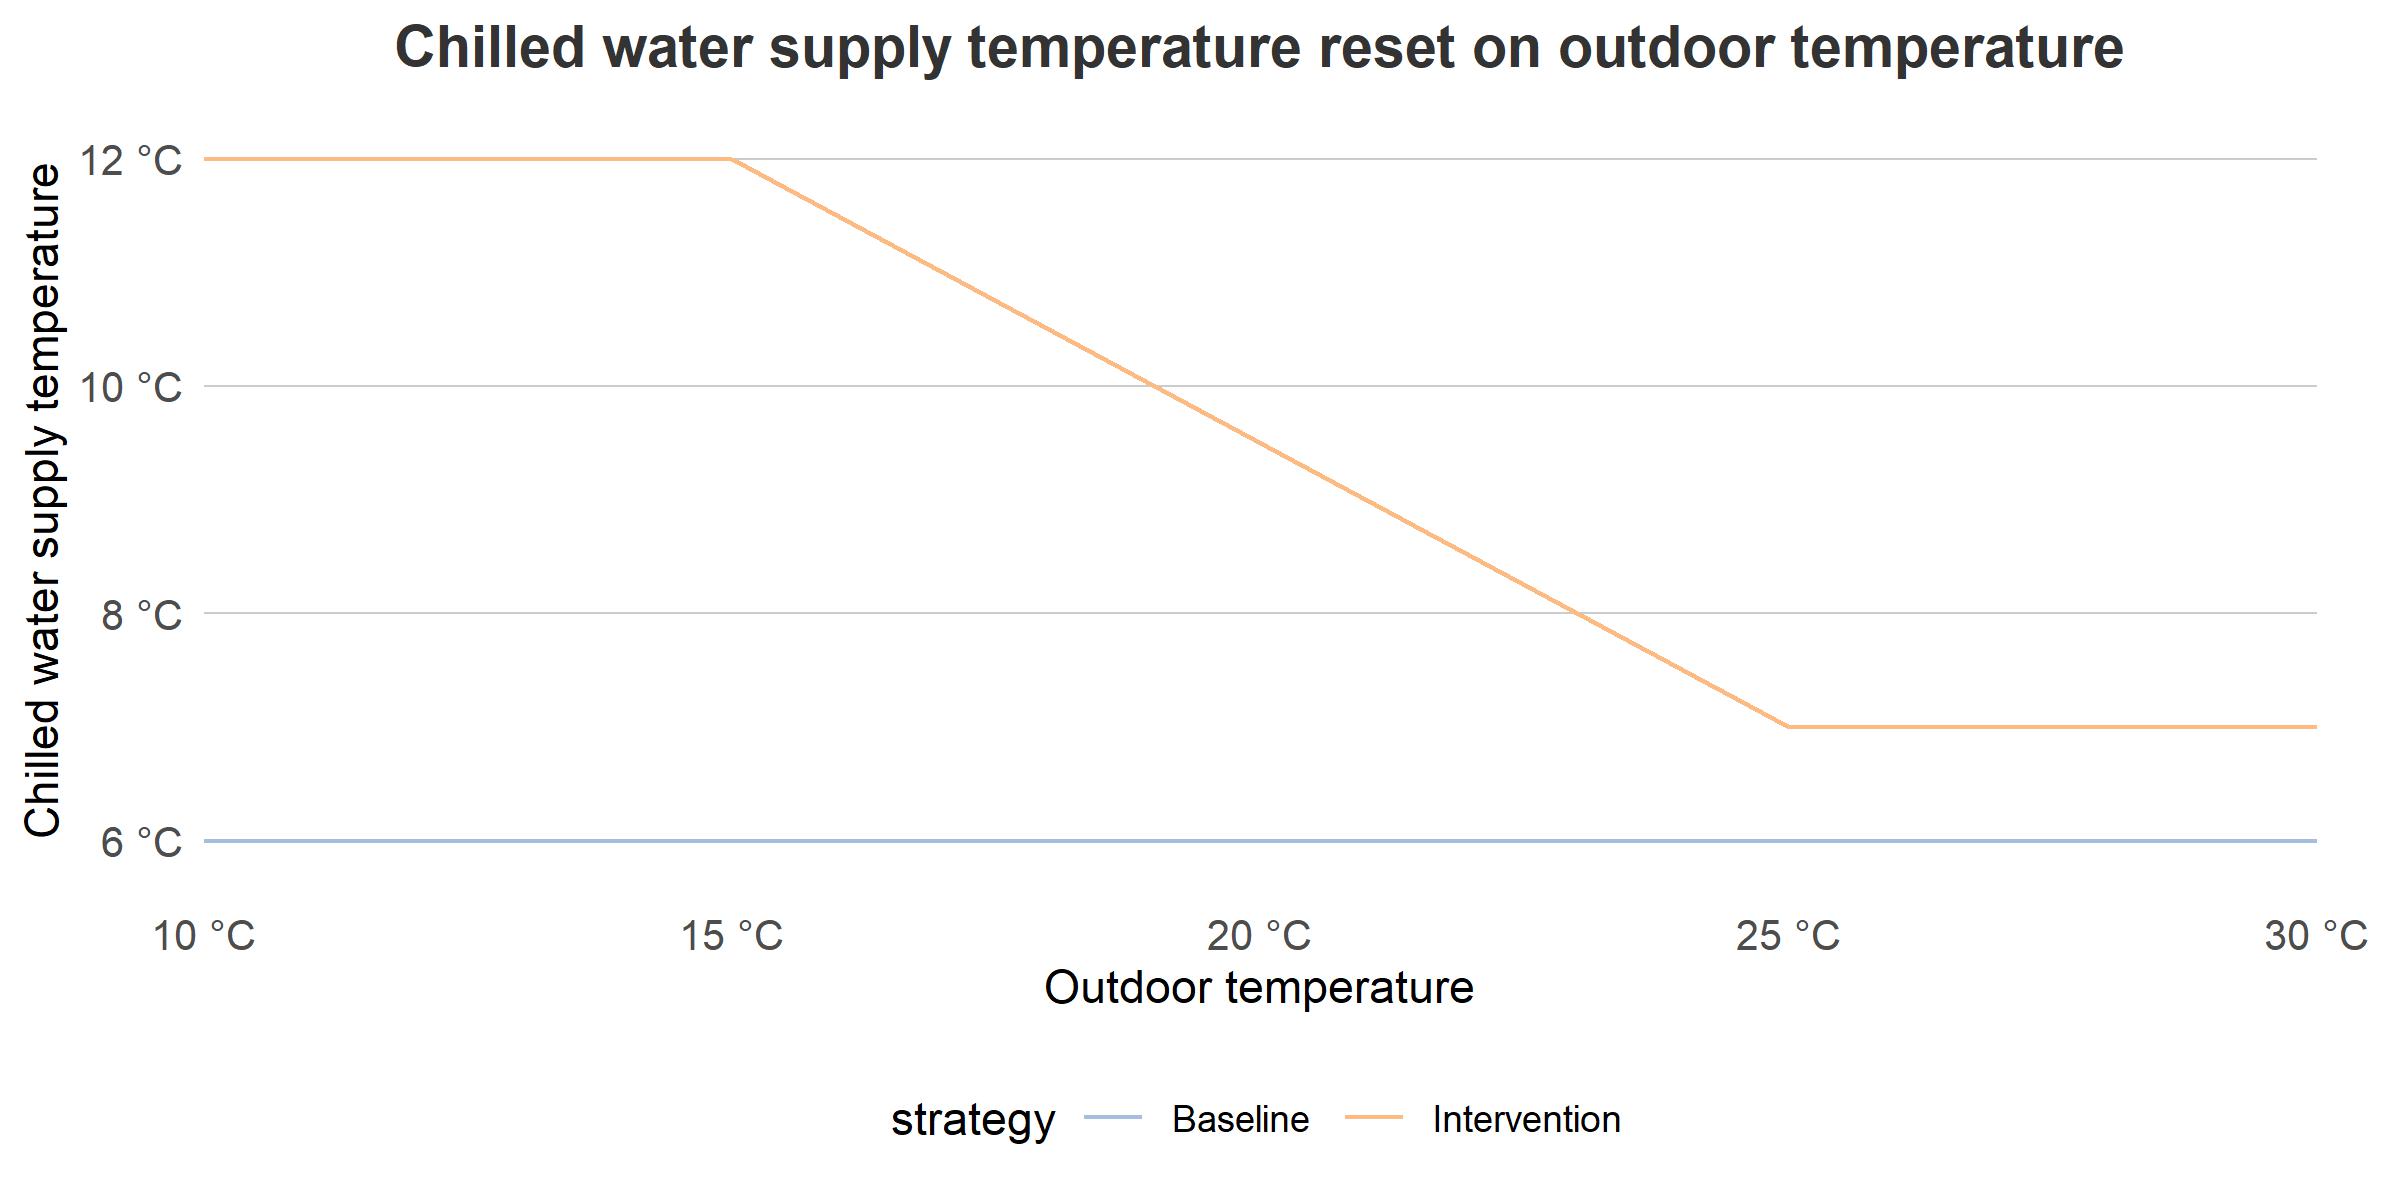 Chilled water supply temperature reset on outdoor temperature
Chilled water supply temperature
12 °C
10 °C
8 °C
6 °C
10 °C 15 °C 20 °C 25 °C 30 °C
Outdoor temperature
strategy Baseline Intervention